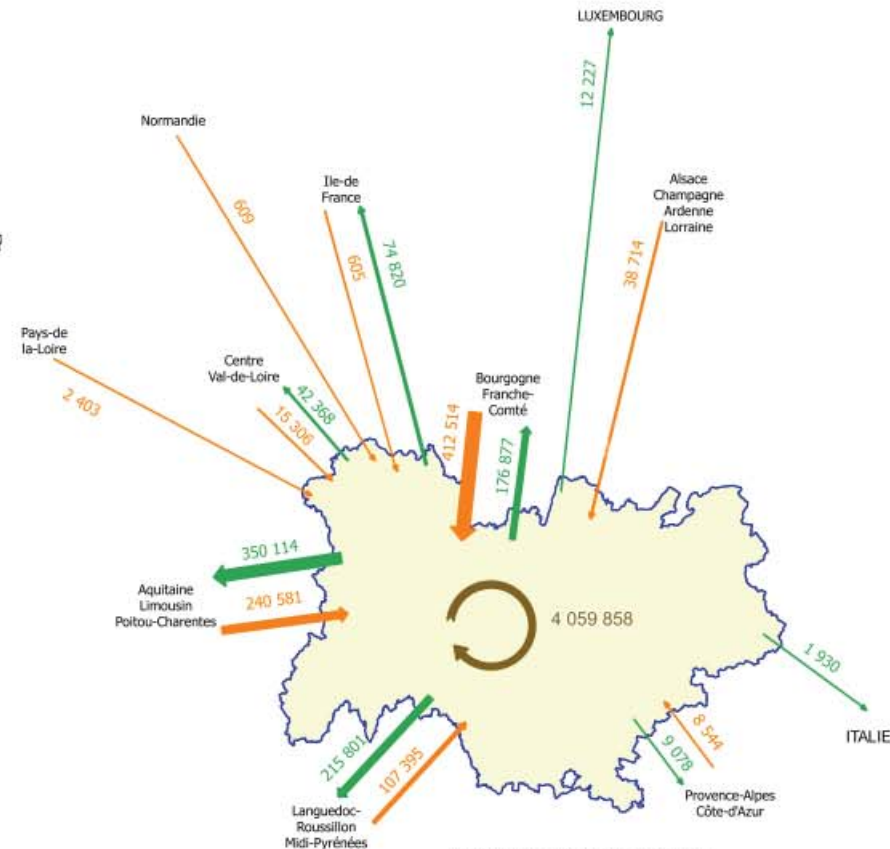 LUXEMBOURG
12 227
Normandie
609
Ile-de
France
605
74 820
Alsace
Champagne
Ardenne
Lorraine
38 714
Pays-de
la-Loire
2 403
Centre
Val-de-Loire
42 368
15 306
Bourgogne
Franche-
Comté
412 514
176 877
350 114
Aquitaine
Limousin
Poitou-Charentes
240 581
4 059 858
1 930
ITALIE
8 544
9 078
Provence-Alpes
Côte-d'Azur
215 801
107 395
Languedoc-
Roussillon
Midi-Pyrénées